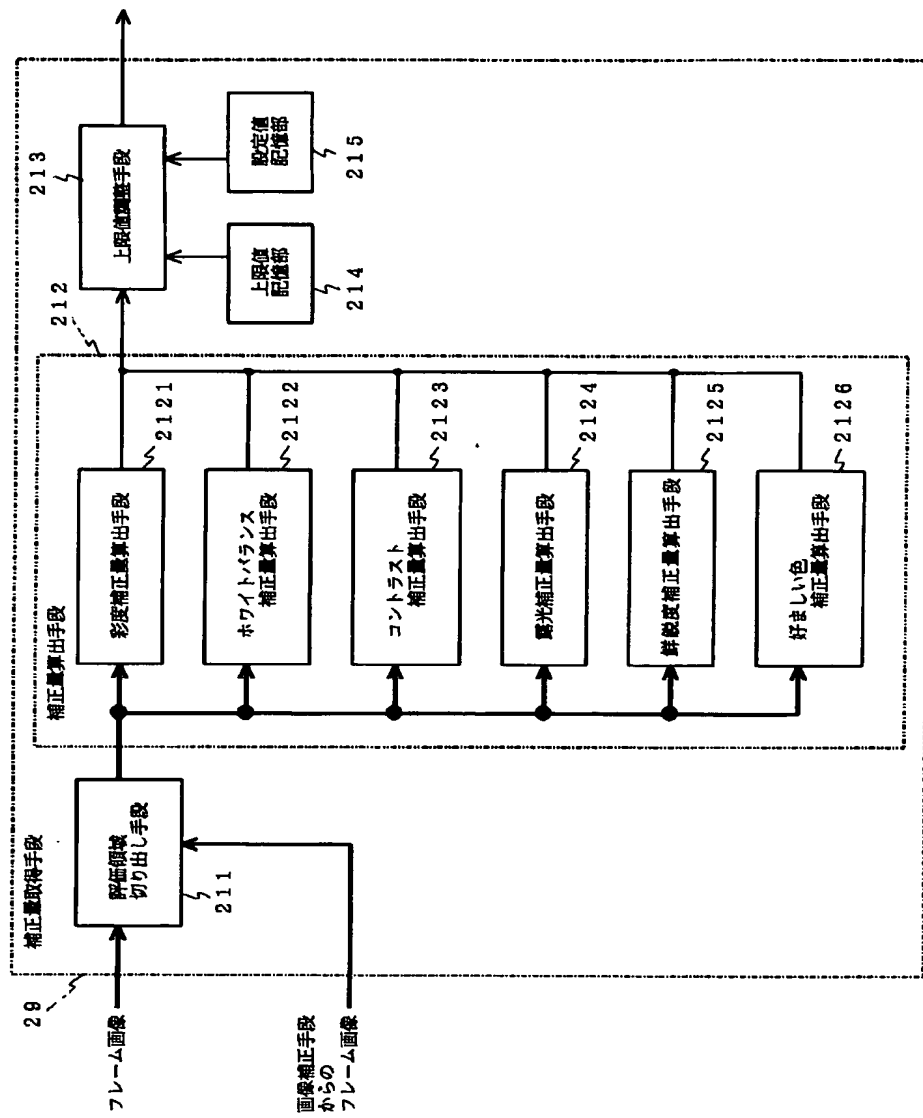 フレーム画像
画像補正手段
からの
フレーム画像
29
補正量取得手段
評価領域
切り出し手段
211
補正量算出手段
212
彩度補正量算出手段
2121
ホワイトバランス
補正量算出手段
2122
コントラスト
補正量算出手段
2123
露光補正量算出手段
2124
鮮鋭度補正量算出手段
2125
好ましい色
補正量算出手段
2126
上限値調整手段
213
上限値
記憶部
214
設定値
記憶部
215